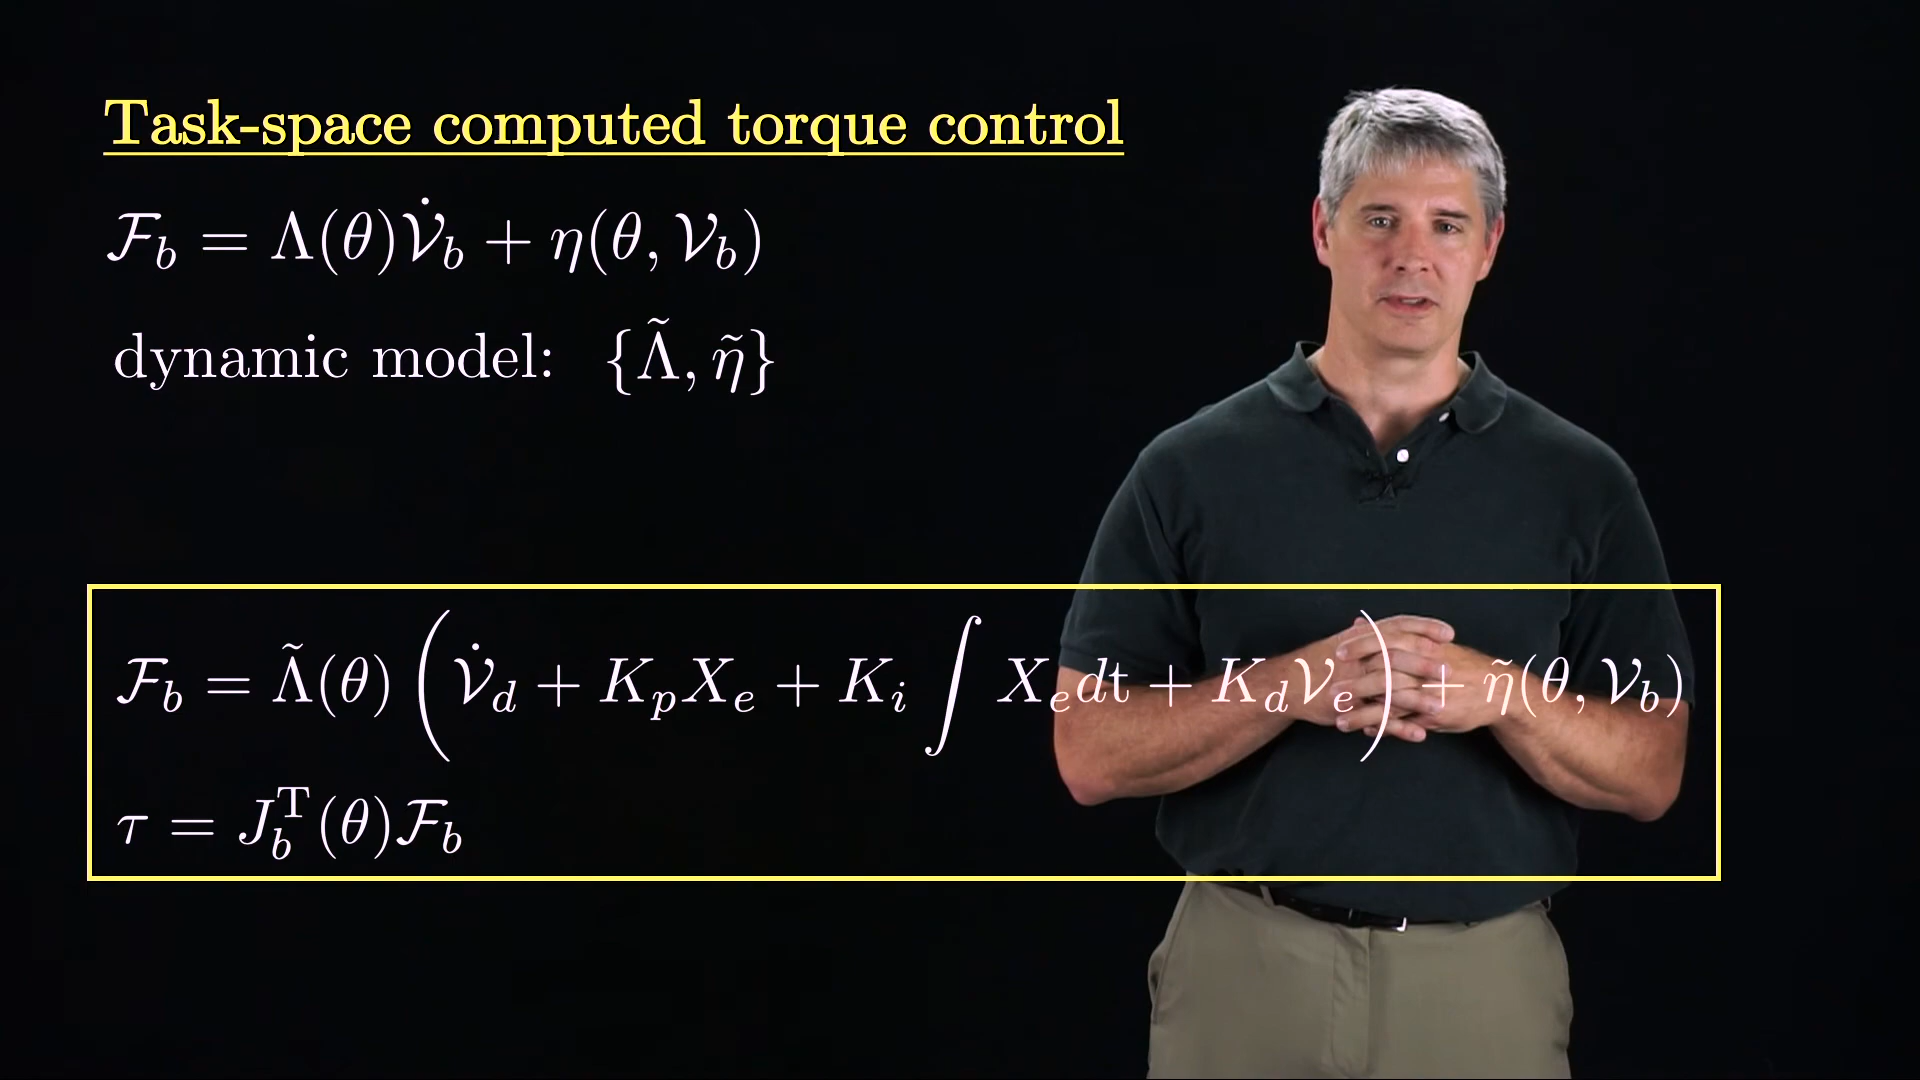 Task-space computed torque control
ℱ_b = Λ(θ)𝒱̇_b + η(θ, 𝒱_b)
dynamic model: {Λ̃, η̃}
ℱ_b = Λ̃(θ) (𝒱̇_d + K_p X_e + K_i ∫ X_e dt + K_d 𝒱_e) + η̃(θ, 𝒱_b)
τ = J_b^T(θ)ℱ_b